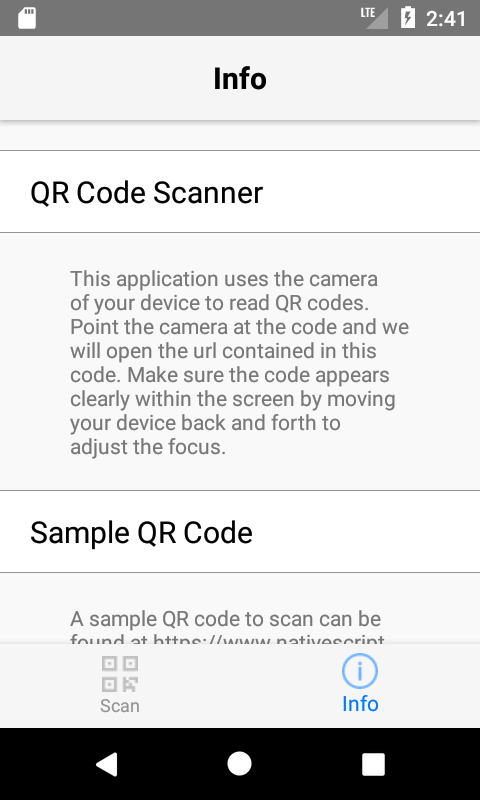 LTE 2:41
Info
QR Code Scanner
This application uses the camera
of your device to read QR codes.
Point the camera at the code and we
will open the url contained in this
code. Make sure the code appears
clearly within the screen by moving
your device back and forth to
adjust the focus.
Sample QR Code
A sample QR code to scan can be
found at https://www.nativescript.
Scan
Info